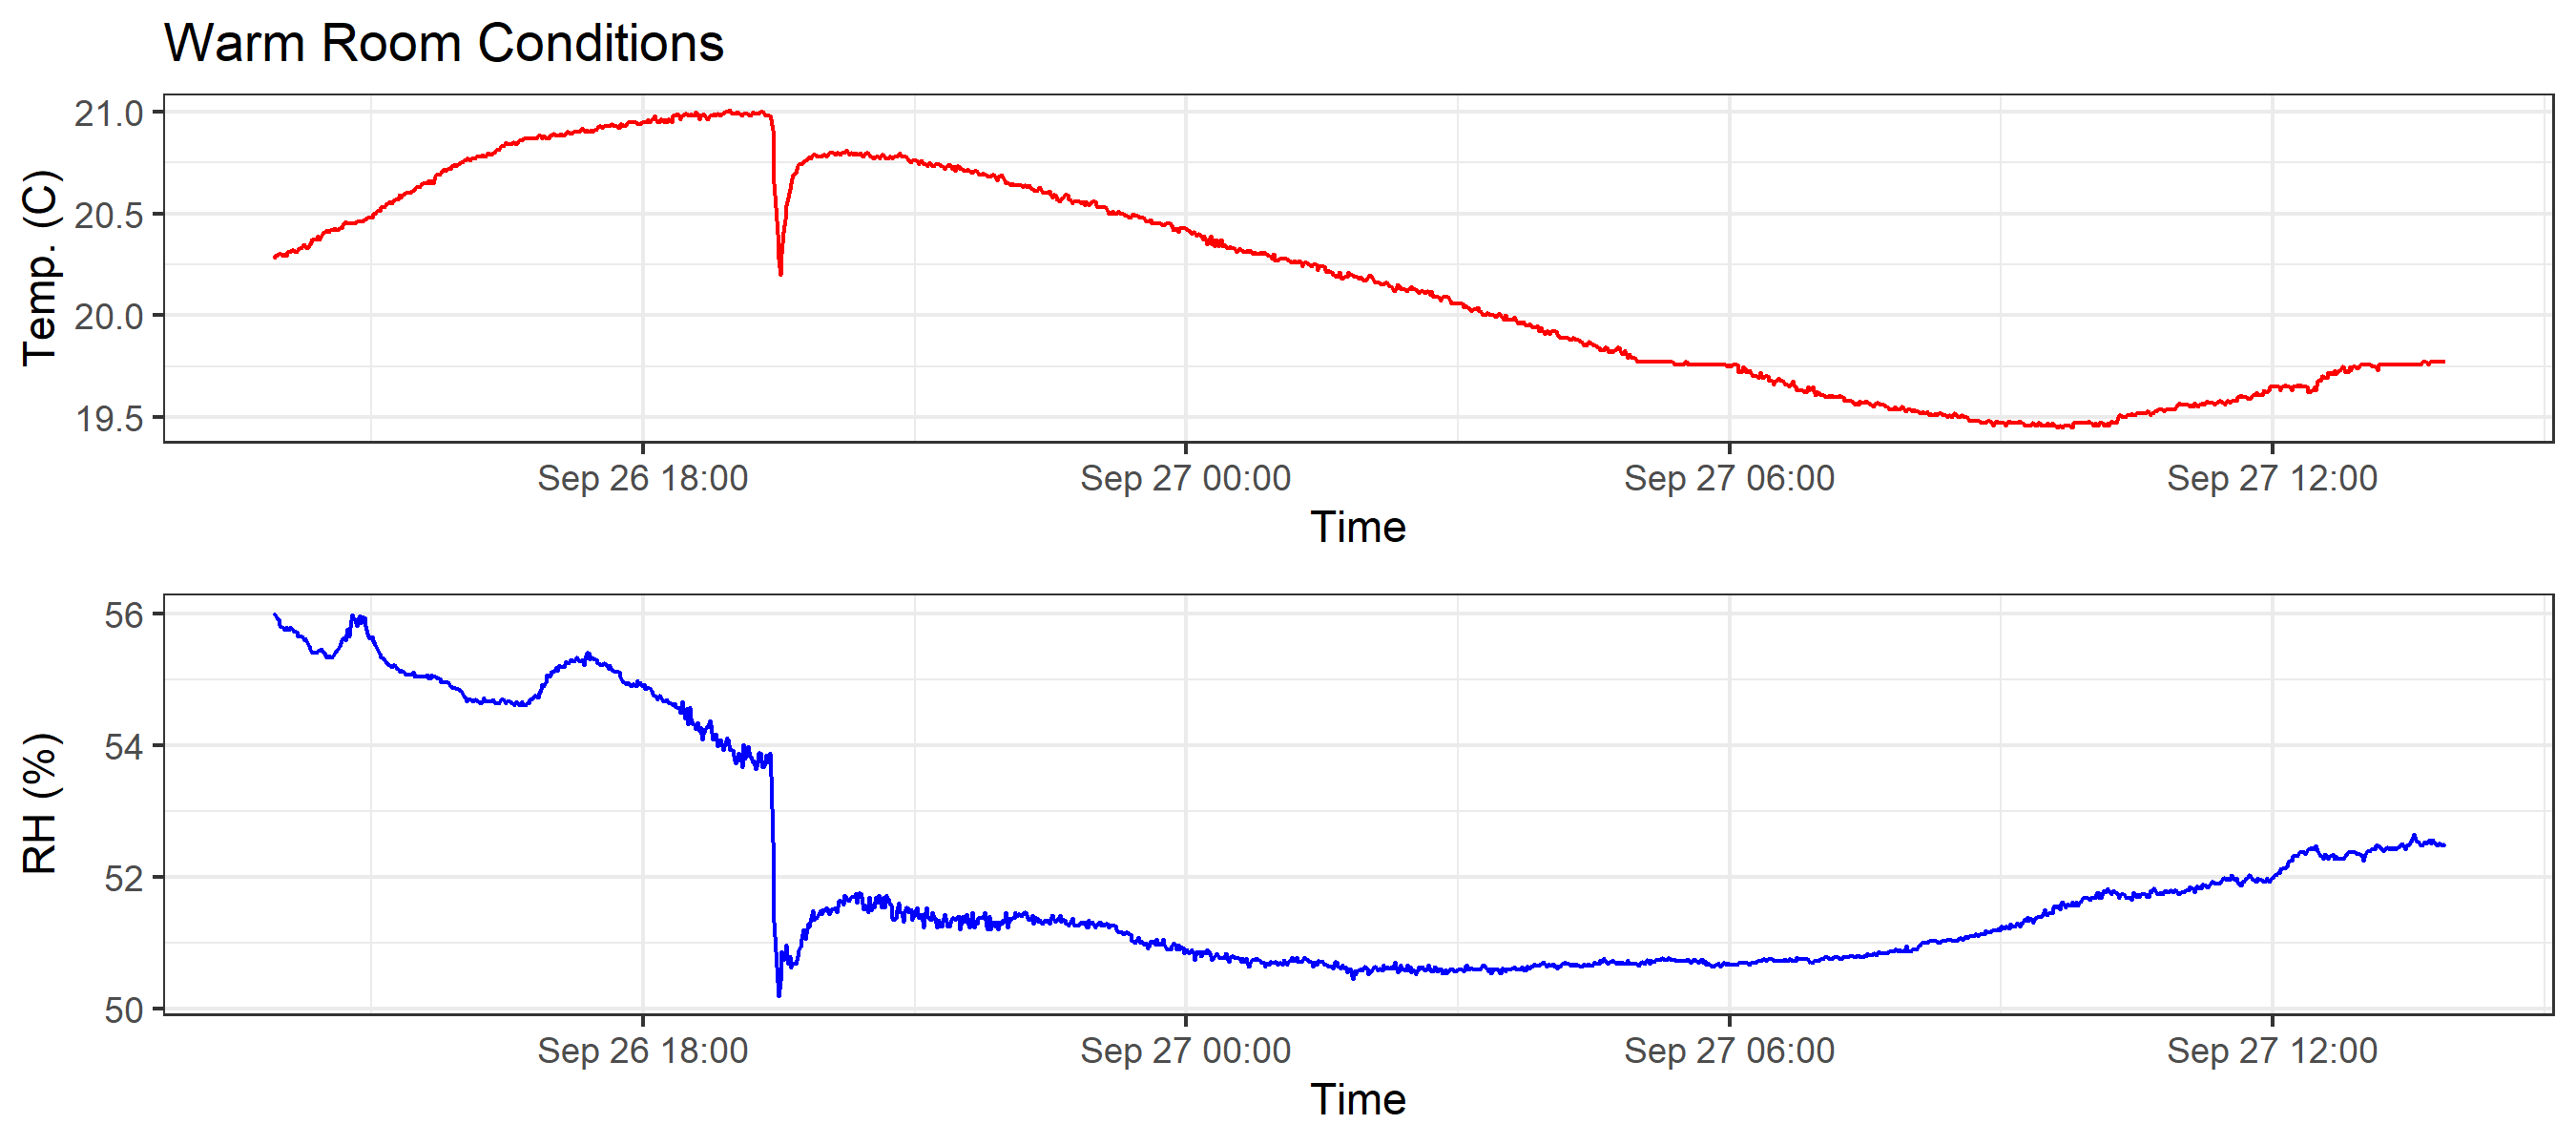 Warm Room Conditions
Temp. (C)
21.0
20.5
20.0
19.5
Sep 26 18:00 Sep 27 00:00 Sep 27 06:00 Sep 27 12:00
Time
RH (%)
56
54
52
50
Sep 26 18:00 Sep 27 00:00 Sep 27 06:00 Sep 27 12:00
Time